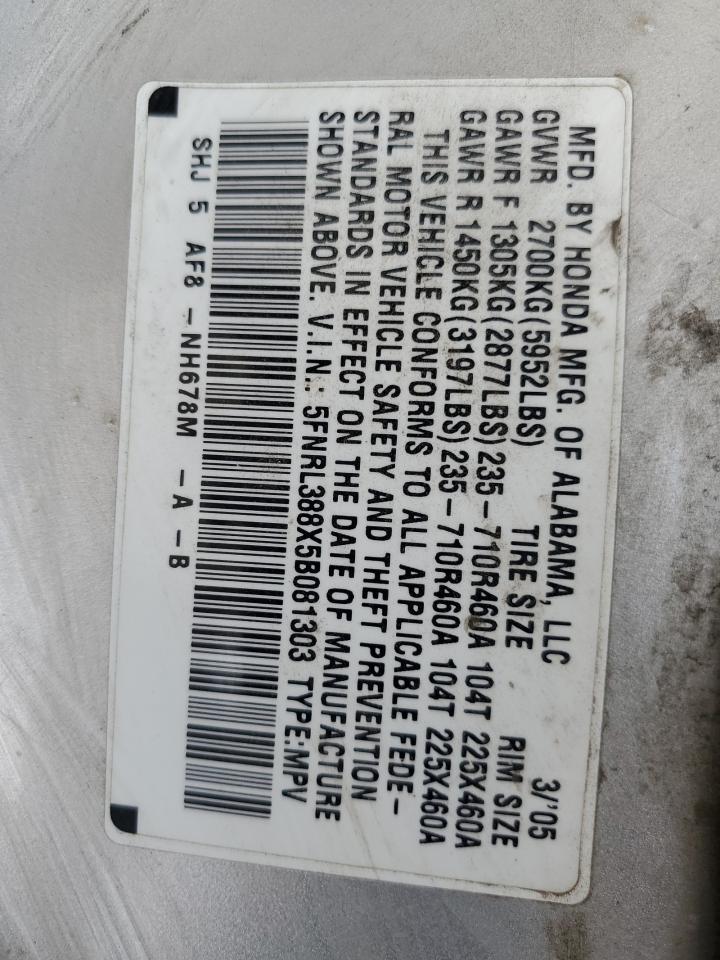 MFD. BY HONDA MFG. OF ALABAMA, LLC 3/'05
GVWR 2700KG(5952LBS) TIRE SIZE RIM SIZE
GAWR F 1305KG(2877LBS) 235-710R460A 104T 225X460A
GAWR R 1450KG(3197LBS) 235-710R460A 104T 225X460A
THIS VEHICLE CONFORMS TO ALL APPLICABLE FEDE-
RAL MOTOR VEHICLE SAFETY AND THEFT PREVENTION
STANDARDS IN EFFECT ON THE DATE OF MANUFACTURE
SHOWN ABOVE. V.I.N.: 5FNRL388X5B081303 TYPE:MPV
SHJ 5 AF8 -NH678M -A -B